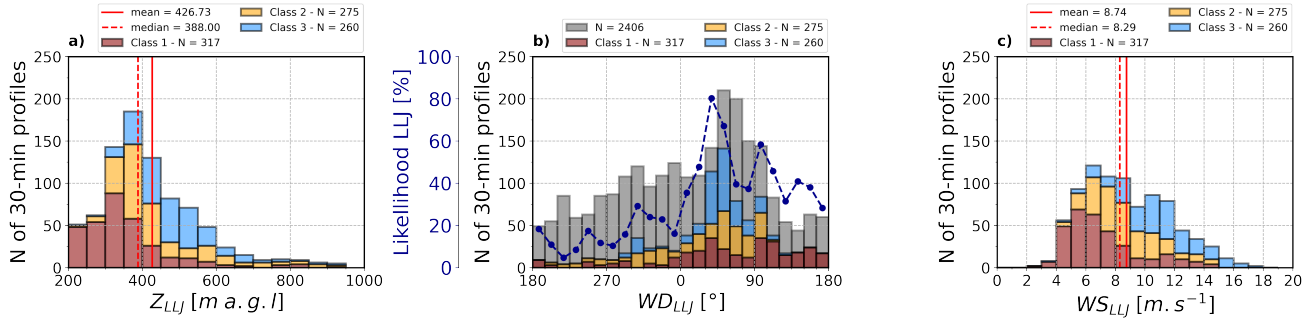 mean = 426.73
median = 388.00
Class 1 - N = 317
Class 2 - N = 275
Class 3 - N = 260
a)
N of 30-min profiles
250
200
150
100
50
0
200 400 600 800 1000
Z_LLJ [m a.g.l]
N = 2406
Class 1 - N = 317
Class 2 - N = 275
Class 3 - N = 260
b)
Likellihood LLJ [%]
100
80
60
40
20
0
N of 30-min profiles
250
200
150
100
50
0
180 270 0 90 180
WD_LLJ [°]
mean = 8.74
median = 8.29
Class 1 - N = 317
Class 2 - N = 275
Class 3 - N = 260
c)
N of 30-min profiles
250
200
150
100
50
0
0 2 4 6 8 10 12 14 16 18 20
WS_LLJ [m.s⁻¹]